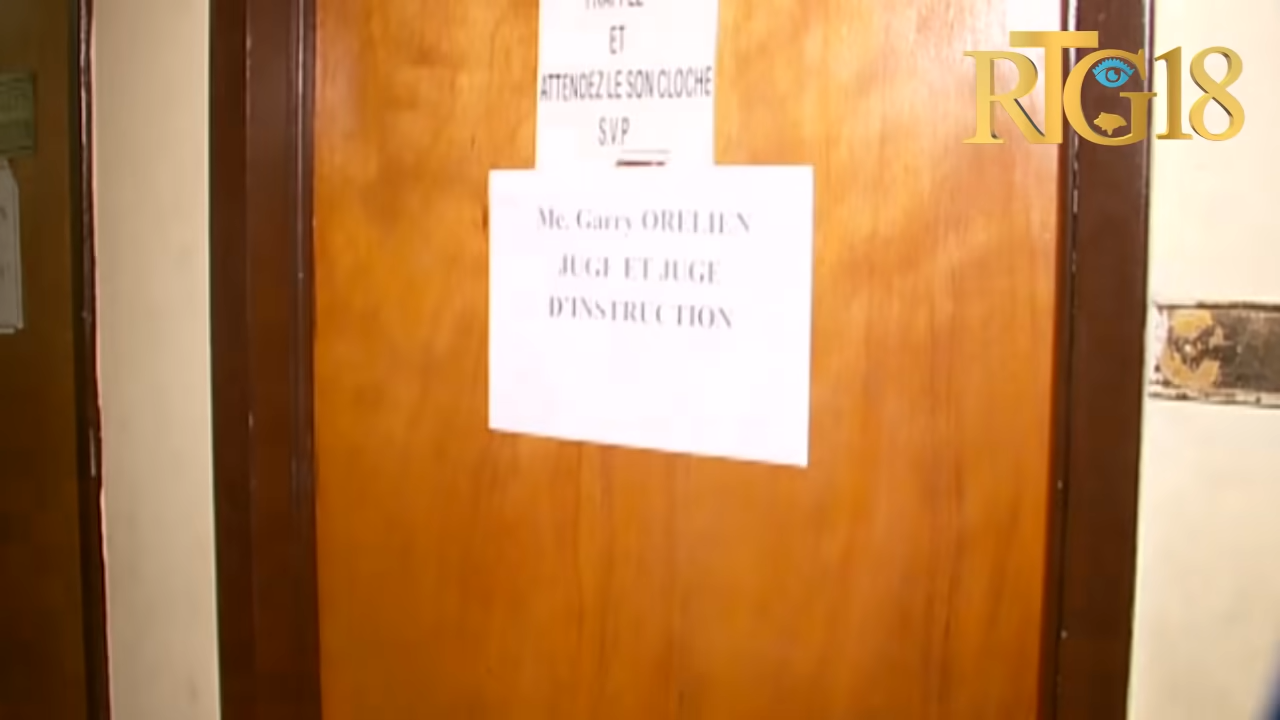 ET
ATTENDEZ LE SON CLOCHE
S.V.P
Me. Garry ORELIEN
JUGE ET JUGE
D'INSTRUCTION
RTG18